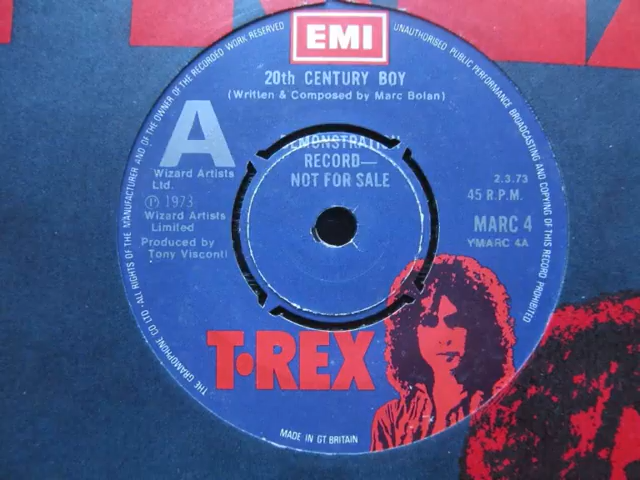 EMI
THE GRAMOPHONE CO LTD · ALL RIGHTS OF THE MANUFACTURER AND OF THE OWNER OF THE RECORDED WORK RESERVED
UNAUTHORISED PUBLIC PERFORMANCE BROADCASTING AND COPYING OF THIS RECORD PROHIBITED
20th CENTURY BOY
(Written & Composed by Marc Bolan)
A
DEMONSTRATION
RECORD—
NOT FOR SALE
Wizard Artists
Ltd.
℗ 1973
Wizard Artists
Limited
Produced by
Tony Visconti
2.3.73
45 R.P.M.
MARC 4
YMARC 4A
T·REX
MADE IN GT BRITAIN